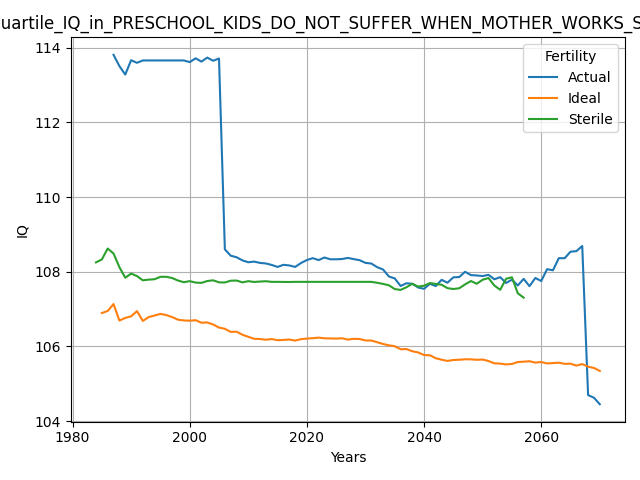 uartile_IQ_in_PRESCHOOL_KIDS_DO_NOT_SUFFER_WHEN_MOTHER_WORKS_S
Fertility
Actual
Ideal
Sterile
114
112
110
108
106
104
IQ
1980
2000
2020
2040
2060
Years